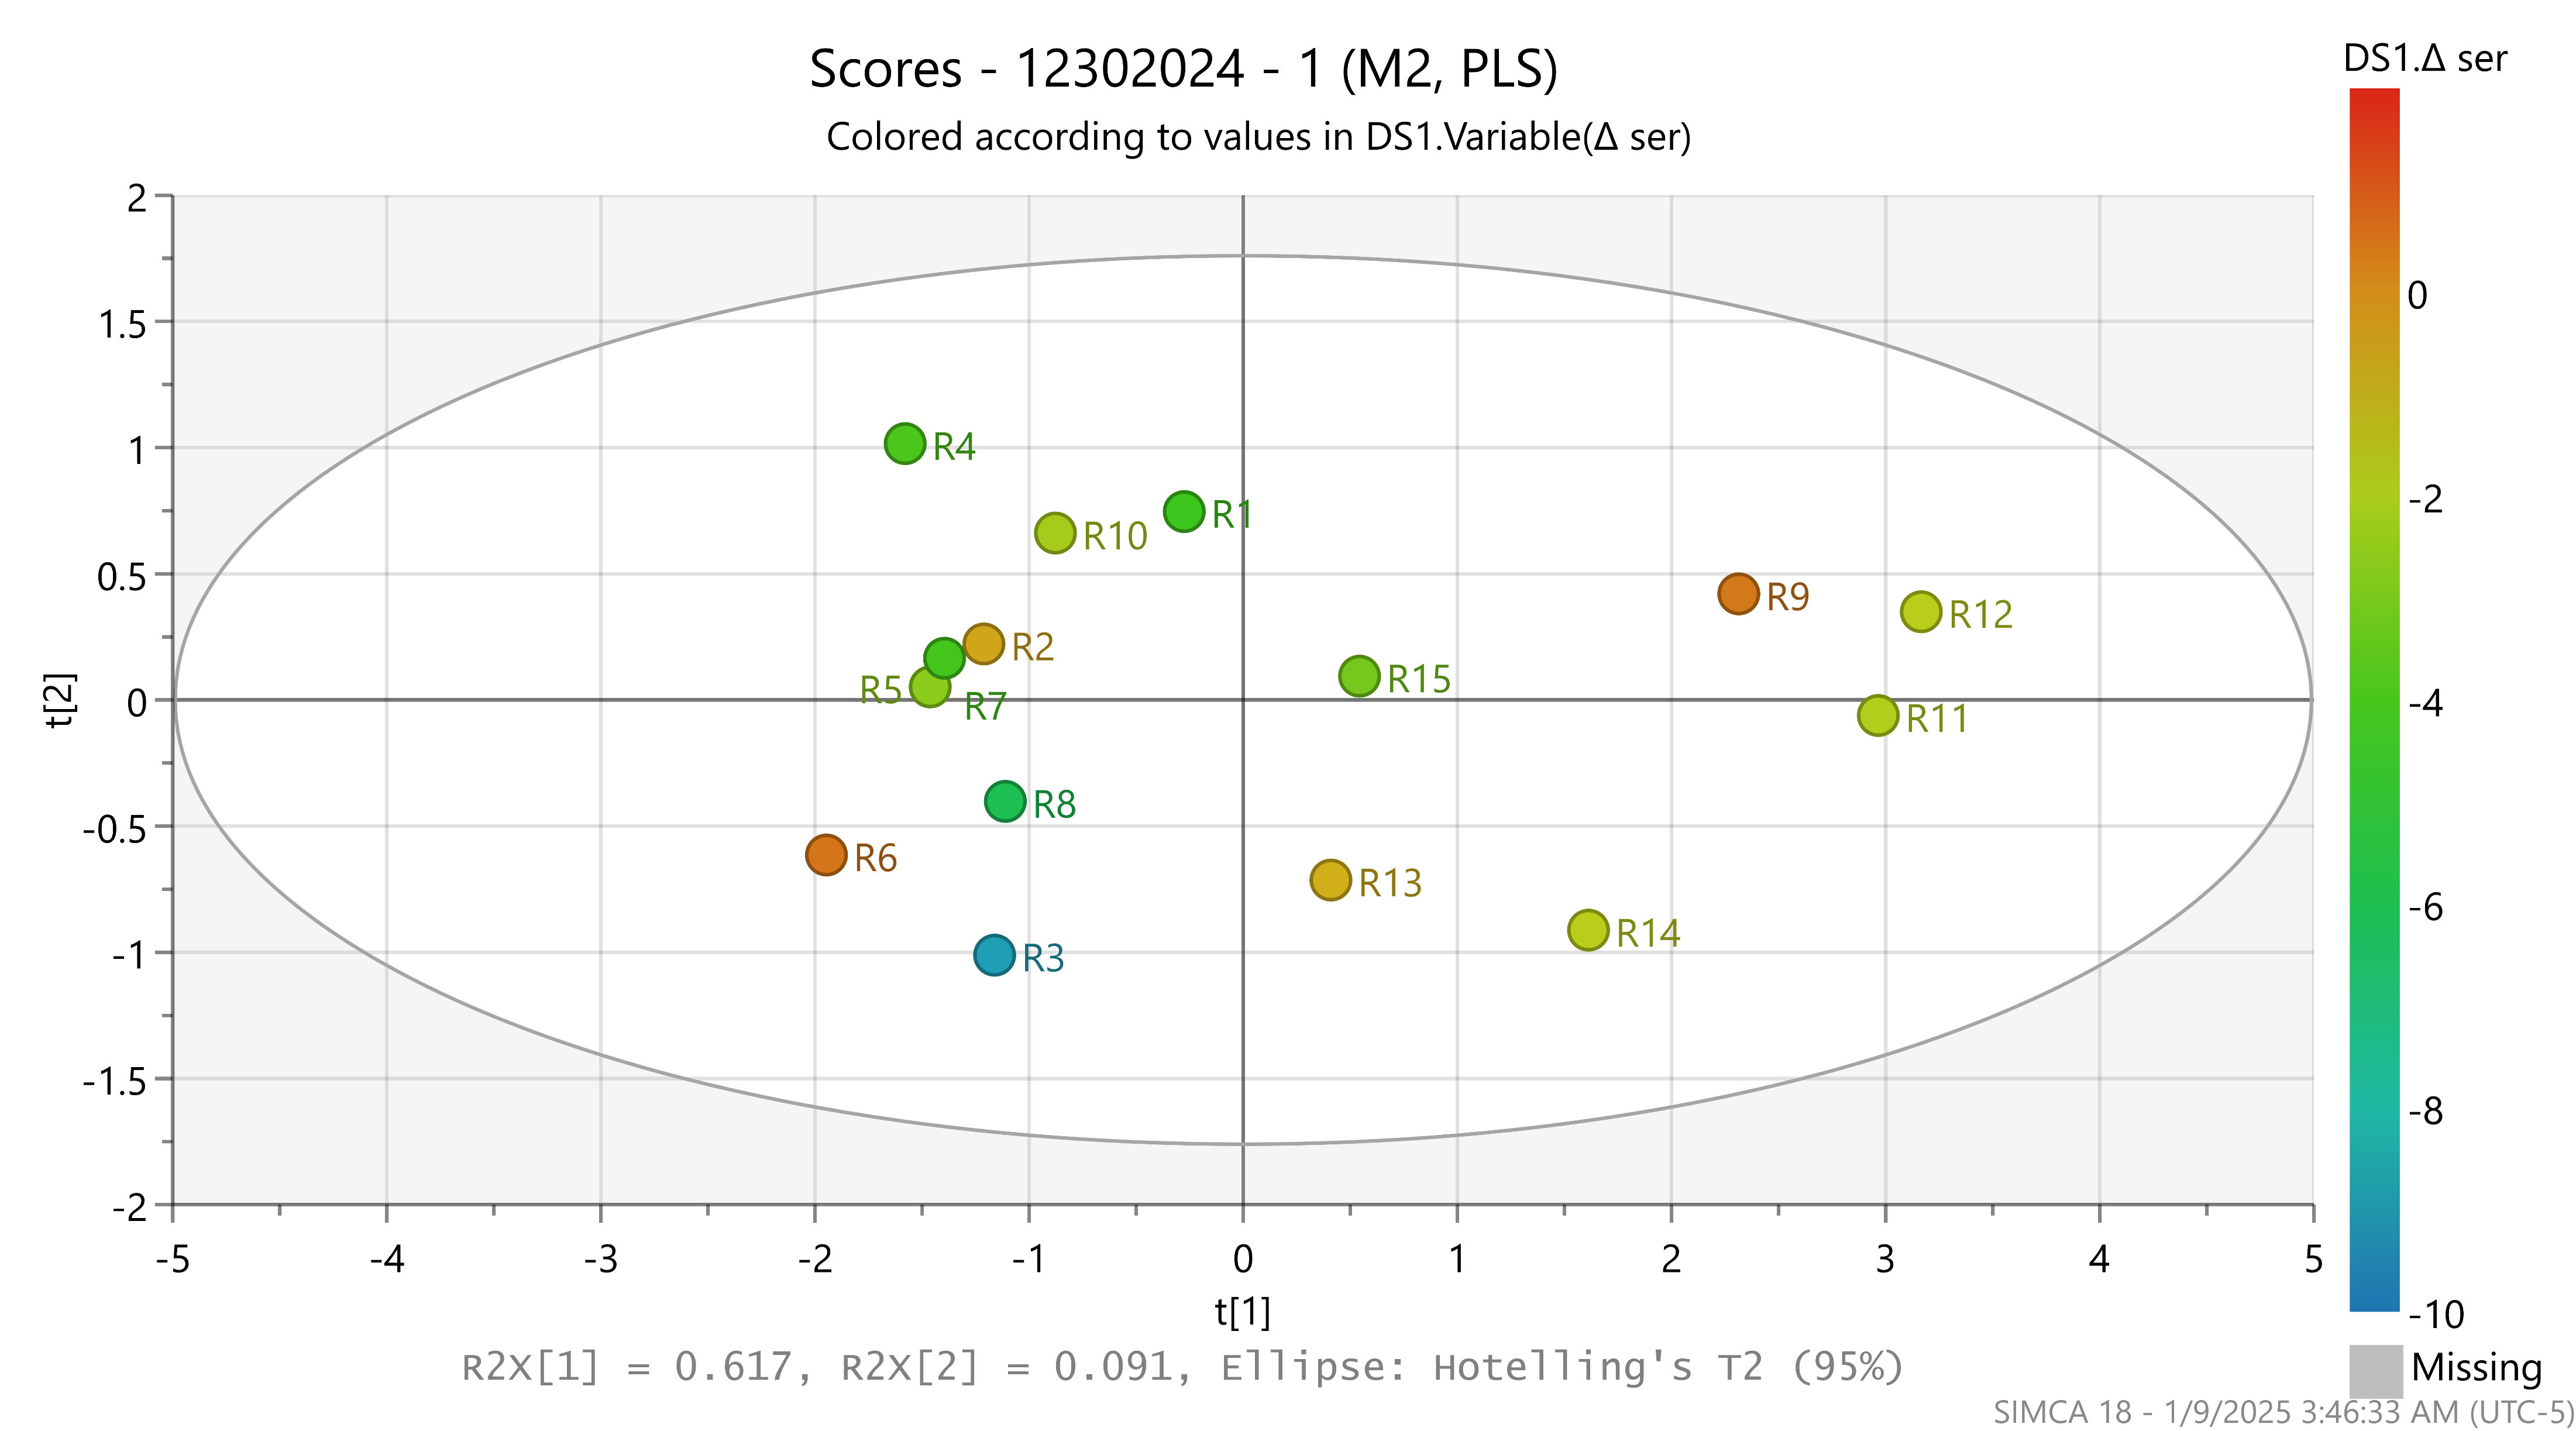 Scores - 12302024 - 1 (M2, PLS)
Colored according to values in DS1.Variable(Δ ser)
DS1.Δ ser
0
-2
-4
-6
-8
-10
Missing
2
1.5
1
0.5
0
-0.5
-1
-1.5
-2
t[2]
R4
R10
R1
R9
R12
R2
R15
R5
R7
R11
R8
R6
R13
R14
R3
-5 -4 -3 -2 -1 0 1 2 3 4 5
t[1]
R2X[1] = 0.617, R2X[2] = 0.091, Ellipse: Hotelling's T2 (95%)
SIMCA 18 - 1/9/2025 3:46:33 AM (UTC-5)